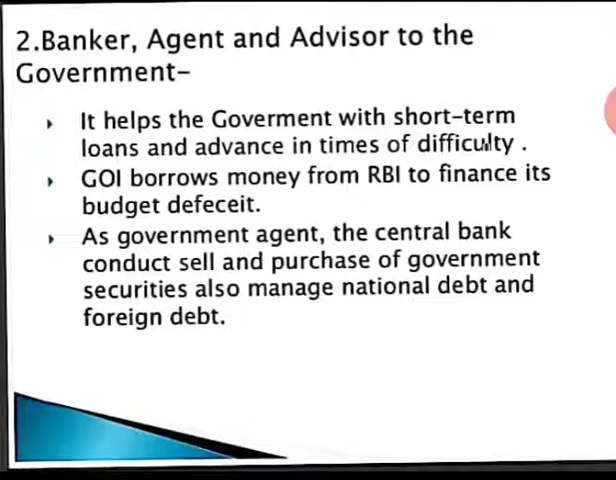 2.Banker, Agent and Advisor to the
Government-
It helps the Goverment with short-term
loans and advance in times of difficulty .
GOI borrows money from RBI to finance its
budget defeceit.
As government agent, the central bank
conduct sell and purchase of government
securities also manage national debt and
foreign debt.